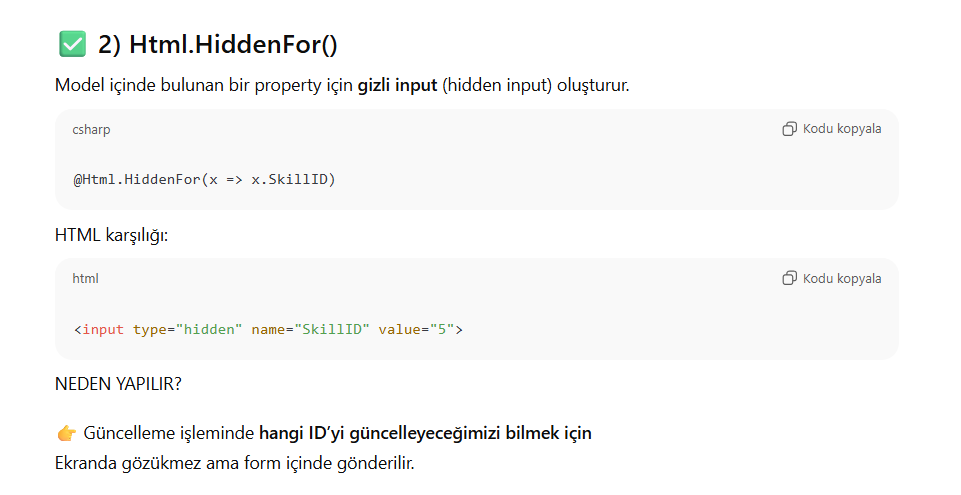 ✅ 2) Html.HiddenFor()
Model içinde bulunan bir property için gizli input (hidden input) oluşturur.
csharp
Kodu kopyala
@Html.HiddenFor(x => x.SkillID)
HTML karşılığı:
html
Kodu kopyala
<input type="hidden" name="SkillID" value="5">
NEDEN YAPILIR?
👉 Güncelleme işleminde hangi ID’yi güncelleyeceğimizi bilmek için
Ekranda gözükmez ama form içinde gönderilir.